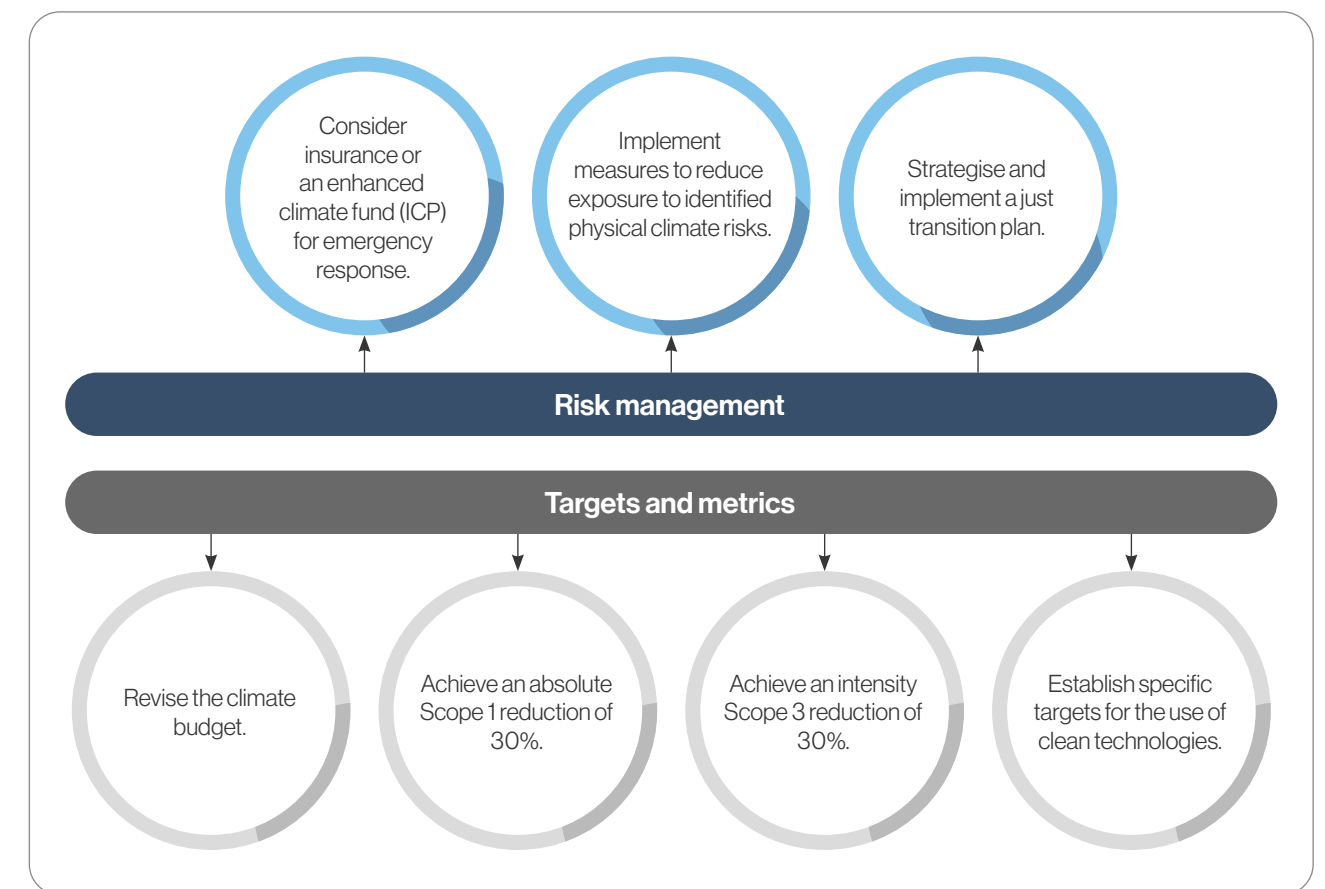 Consider
insurance or
an enhanced
climate fund (ICP)
for emergency
response.
Implement
measures to reduce
exposure to identified
physical climate risks.
Strategise and
implement a just
transition plan.
Risk management
Targets and metrics
Revise the climate
budget.
Achieve an absolute
Scope 1 reduction of
30%.
Achieve an intensity
Scope 3 reduction of
30%.
Establish specific
targets for the use of
clean technologies.